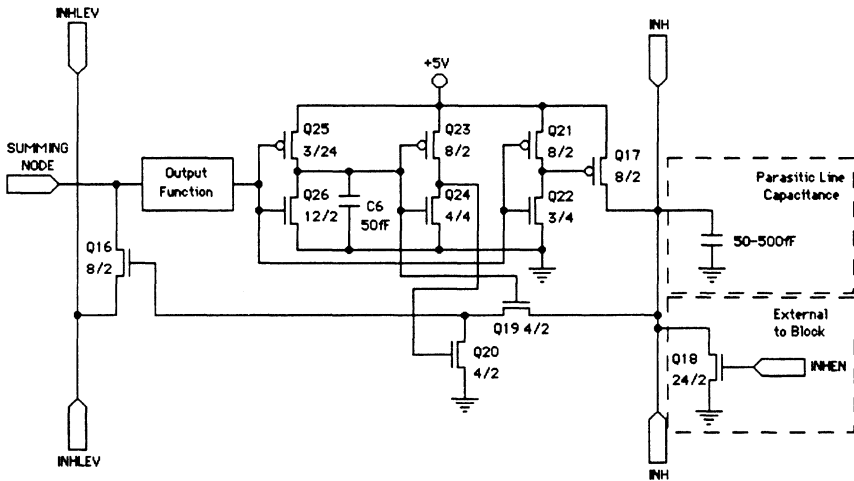 INHLEV
INH
+5V
SUMMING
NODE
Output
Function
Q25
3/24
Q26
12/2
C6
50fF
Q23
8/2
Q24
4/4
Q21
8/2
Q22
3/4
Q17
8/2
Parasitic Line
Capacitance
50-500fF
Q16
8/2
Q19 4/2
Q20
4/2
External
to Block
Q18
24/2
INHEN
INHLEV
INH